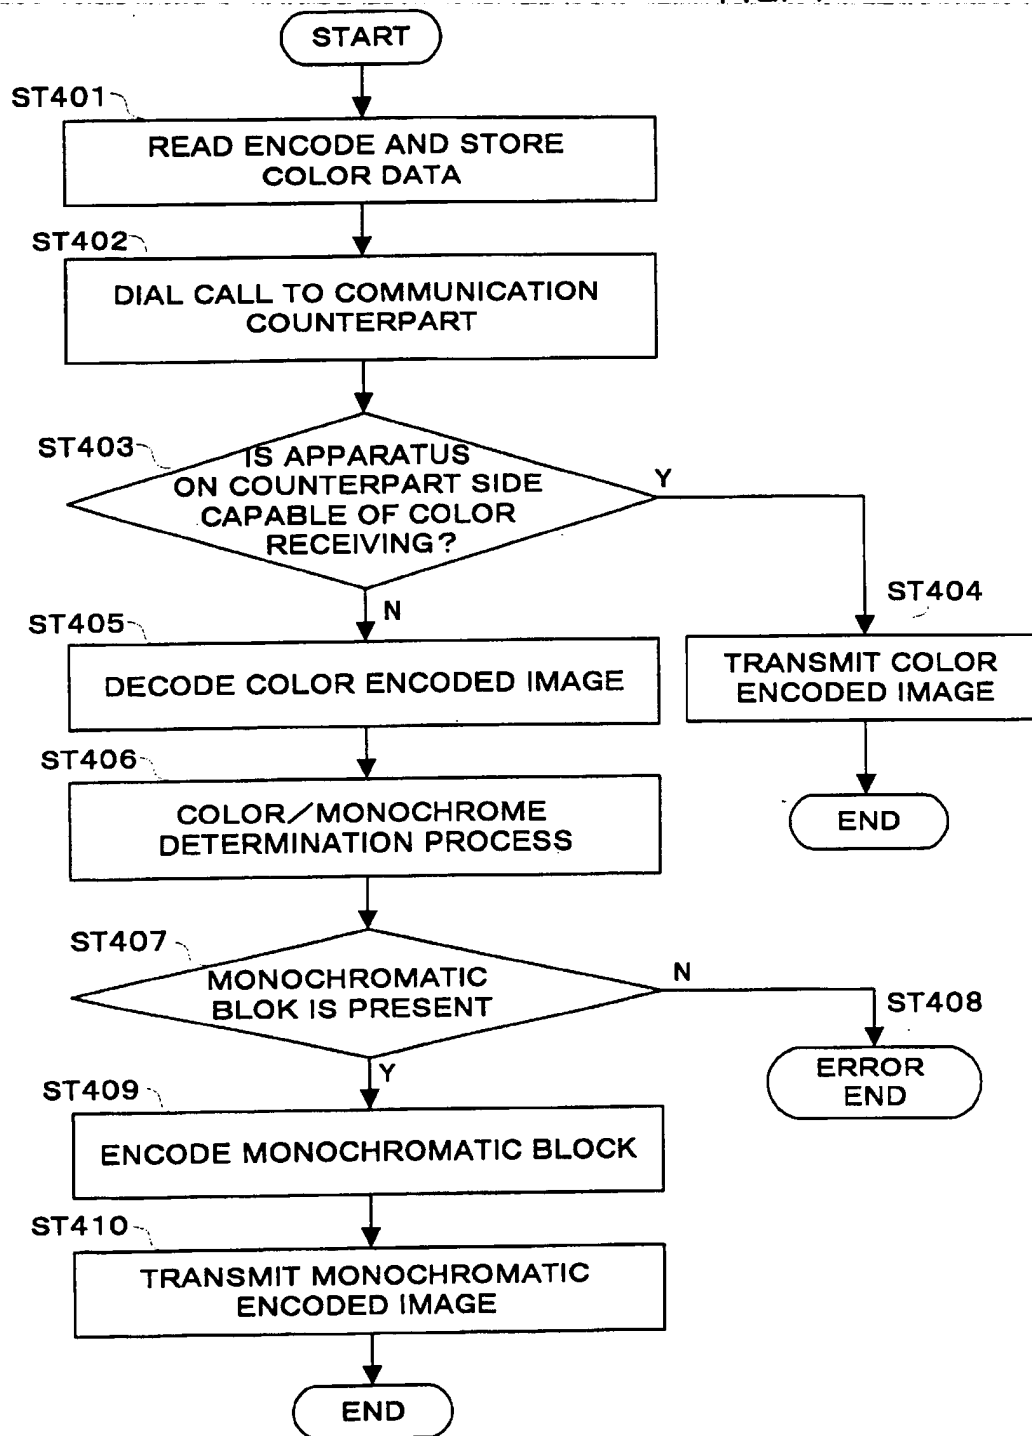 START
ST401
READ ENCODE AND STORE
COLOR DATA
ST402
DIAL CALL TO COMMUNICATION
COUNTERPART
ST403
IS APPARATUS
ON COUNTERPART SIDE
CAPABLE OF COLOR
RECEIVING?
Y
N
ST404
TRANSMIT COLOR
ENCODED IMAGE
END
ST405
DECODE COLOR ENCODED IMAGE
ST406
COLOR/MONOCHROME
DETERMINATION PROCESS
ST407
MONOCHROMATIC
BLOK IS PRESENT
N
ST408
ERROR
END
Y
ST409
ENCODE MONOCHROMATIC BLOCK
ST410
TRANSMIT MONOCHROMATIC
ENCODED IMAGE
END